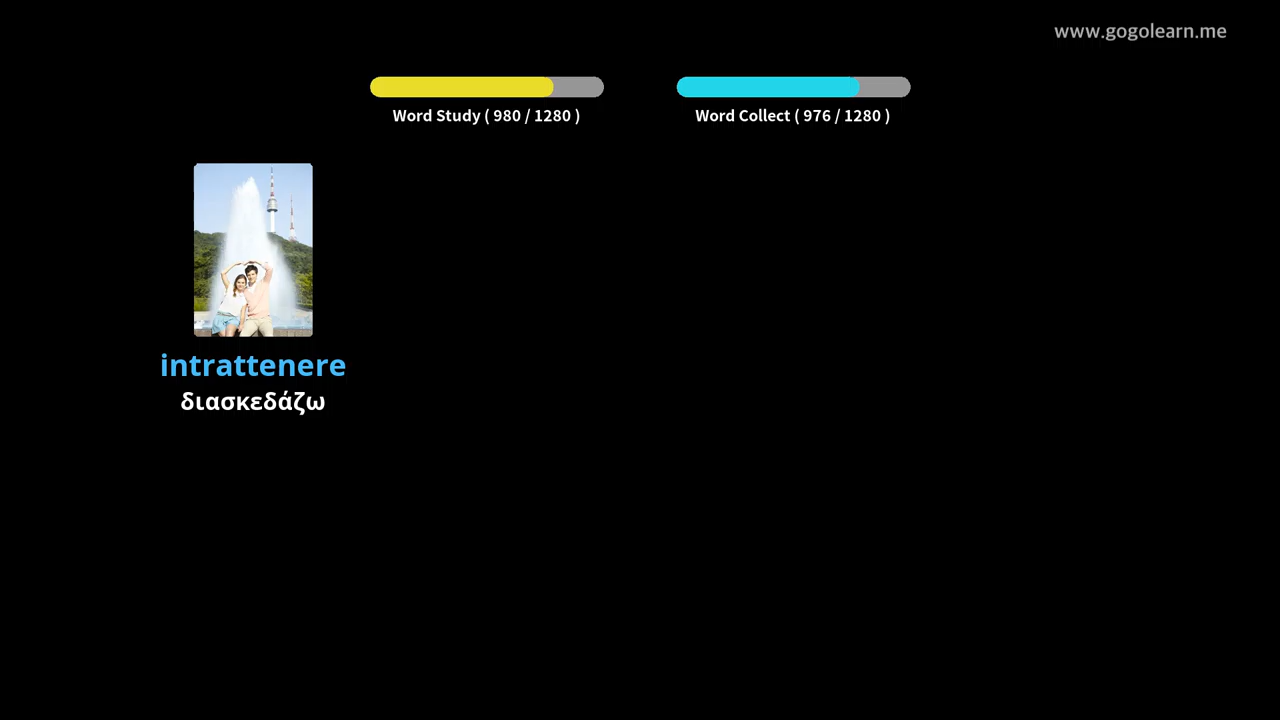 www.gogolearn.me
Word Study ( 980 / 1280 )
Word Collect ( 976 / 1280 )
intrattenere
διασκεδάζω